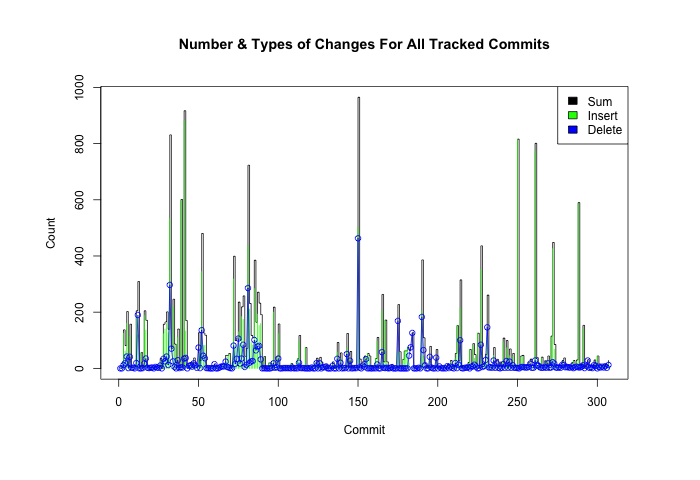 Number & Types of Changes For All Tracked Commits
1000
800
600
400
200
0
Count
Sum
Insert
Delete
0 50 100 150 200 250 300
Commit